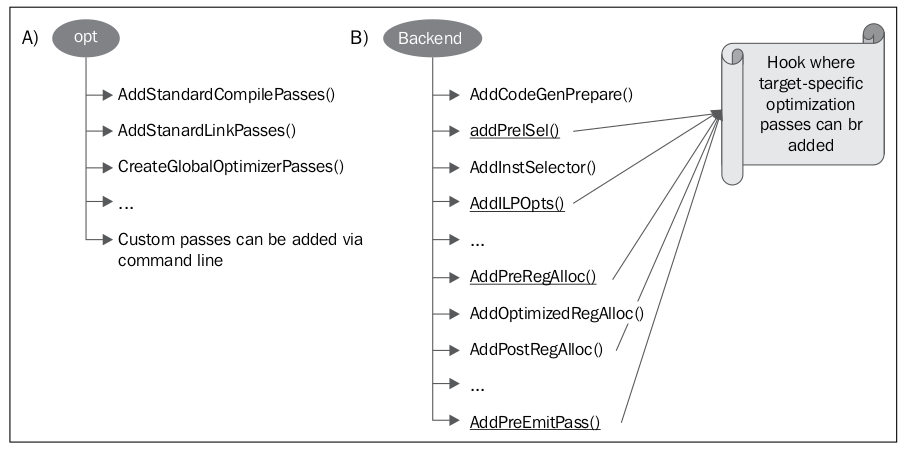 A)
opt
AddStandardCompilePasses()
AddStanardLinkPasses()
CreateGlobalOptimizerPasses()
...
Custom passes can be added via
command line
B)
Backend
AddCodeGenPrepare()
addPreISel()
AddInstSelector()
AddILPOpts()
...
AddPreRegAlloc()
AddOptimizedRegAlloc()
AddPostRegAlloc()
...
AddPreEmitPass()
Hook where
target-specific
optimization
passes can br
added